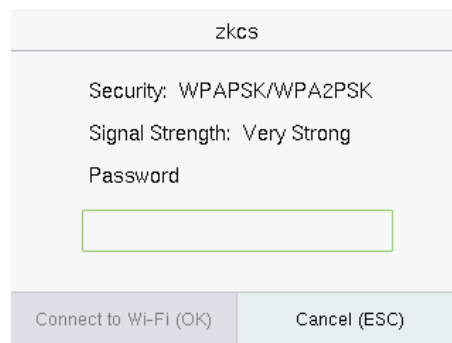 zkcs
Security: WPAPSK/WPA2PSK
Signal Strength: Very Strong
Password
Connect to Wi-Fi (OK)
Cancel (ESC)